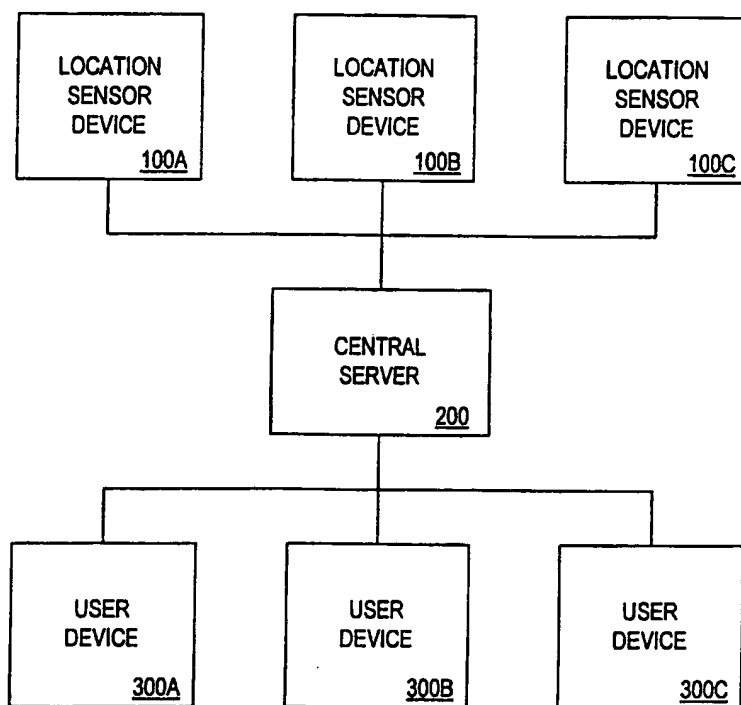 LOCATION
SENSOR
DEVICE
100A
LOCATION
SENSOR
DEVICE
100B
LOCATION
SENSOR
DEVICE
100C
CENTRAL
SERVER
200
USER
DEVICE
300A
USER
DEVICE
300B
USER
DEVICE
300C